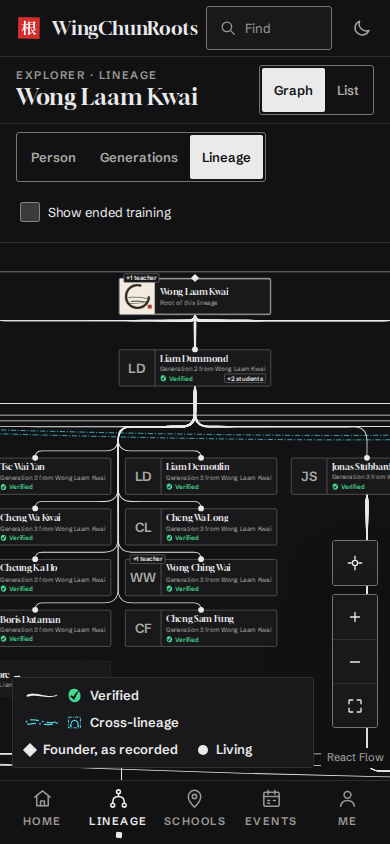 根 WingChunRoots
Find
EXPLORER · LINEAGE
Wong Laam Kwai
Graph List
Person Generations Lineage
Show ended training
+1 teacher
Wong Laam Kwai
Root of this lineage
LD
Liam Dummond
Generation 2 from Wong Laam Kwai
Verified
+2 students
Tsc Wai Yan
Generation 3 from Wong Laam Kwai
Verified
LD
Liam Demoulin
Generation 3 from Wong Laam Kwai
Verified
JS
Jonas Stubbard
Generation 3 from Wong
Verified
Cheng Wa Kwai
Generation 3 from Wong Laam Kwai
Verified
CL
Cheng Wa Long
Generation 3 from Wong Laam Kwai
Verified
Cheung Ka Ho
Generation 3 from Wong Laam Kwai
Verified
+1 teacher
WW
Wong Ching Wai
Generation 3 from Wong Laam Kwai
Verified
Boris Dataman
Generation 3 from Wong Laam Kwai
Verified
CF
Cheng Sam Fung
Generation 3 from Wong Laam Kwai
Verified
Verified
Cross-lineage
Founder, as recorded
Living
React Flow
HOME LINEAGE SCHOOLS EVENTS ME